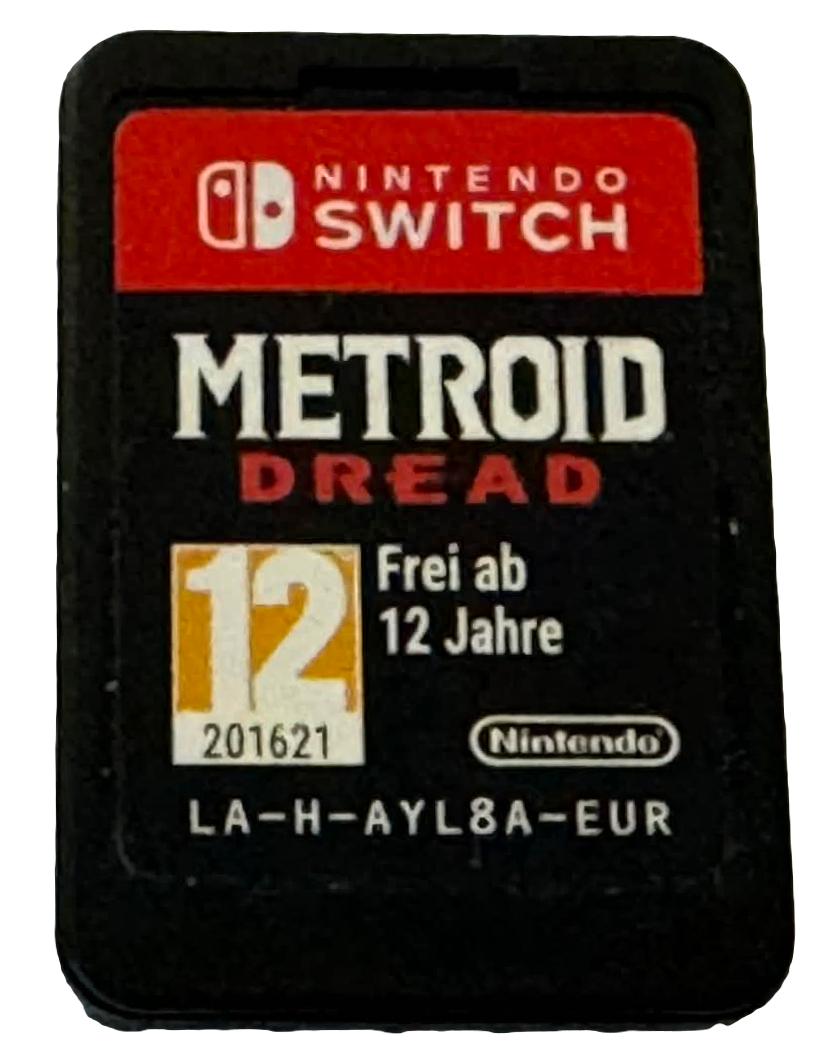 NINTENDO
SWITCH
METROID
DREAD
12
201621
Frei ab
12 Jahre
Nintendo
LA-H-AYL8A-EUR